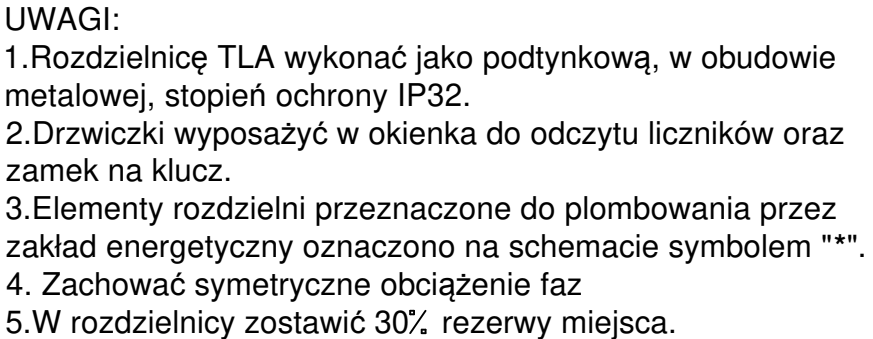 UWAGI:
1.Rozdzielnicę TLA wykonać jako podtynkową, w obudowie
metalowej, stopień ochrony IP32.
2.Drzwiczki wyposażyć w okienka do odczytu liczników oraz
zamek na klucz.
3.Elementy rozdzielni przeznaczone do plombowania przez
zakład energetyczny oznaczono na schemacie symbolem "*".
4. Zachować symetryczne obciążenie faz
5.W rozdzielnicy zostawić 30% rezerwy miejsca.